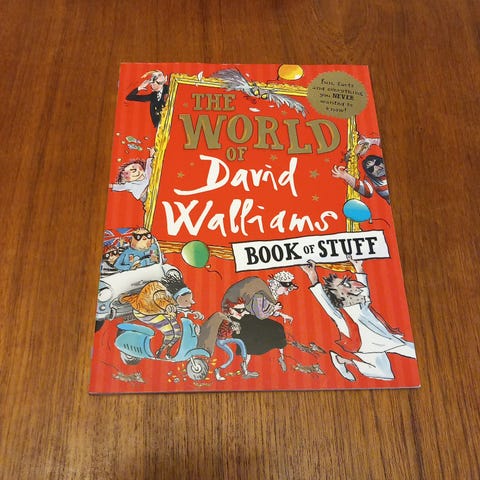 THE
WORLD
OF
David
Walliams
BOOK OF STUFF
Fun, facts
and everything
you NEVER
wanted to
know!